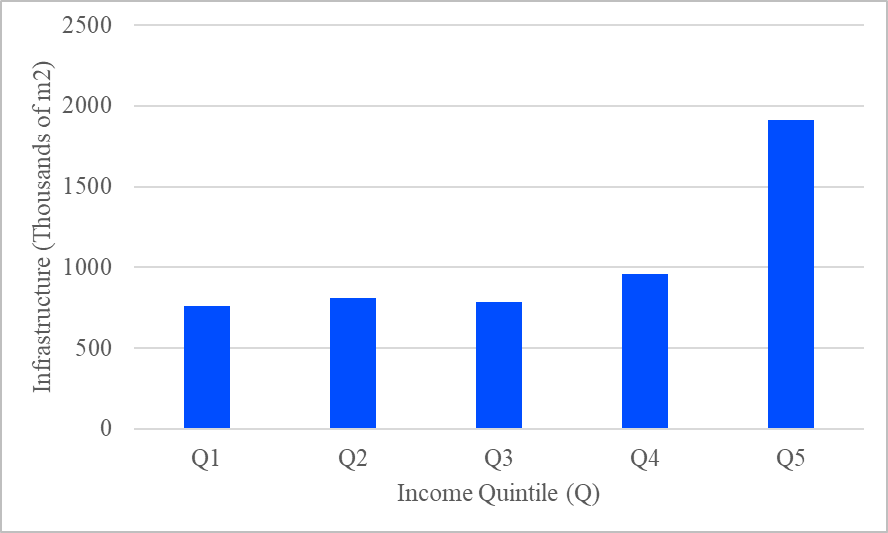 2500
2000
1500
1000
500
0
Infrastructure (Thousands of m2)
Q1 Q2 Q3 Q4 Q5
Income Quintile (Q)